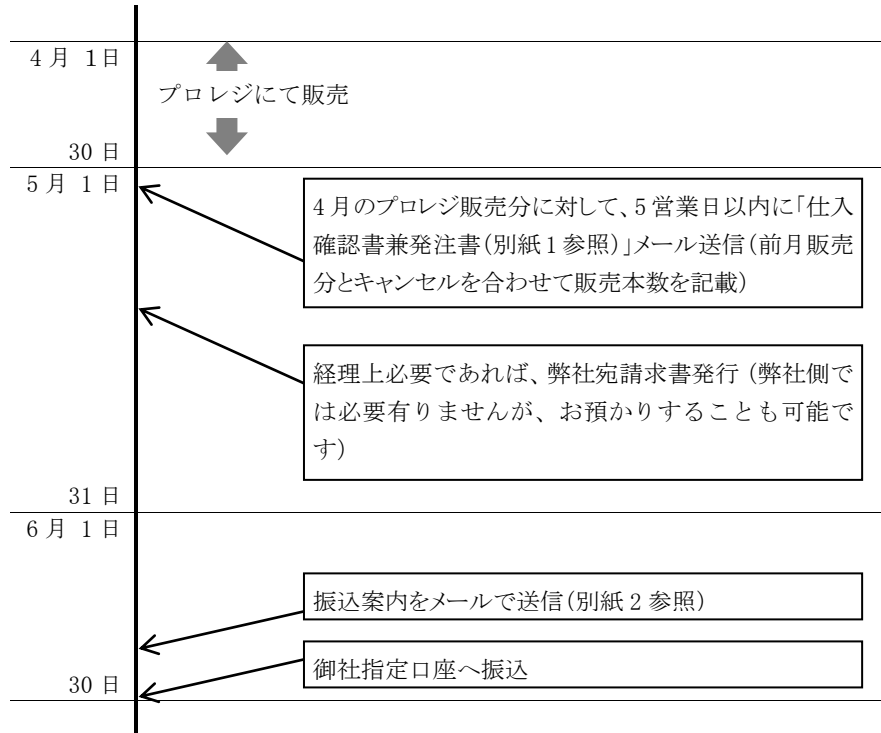 4月 1日
プロレジにて販売
30日
5月 1日
4月のプロレジ販売分に対して、5営業日以内に「仕入
確認書兼発注書(別紙1参照)」メール送信(前月販売
分とキャンセルを合わせて販売本数を記載)
経理上必要であれば、弊社宛請求書発行(弊社側で
は必要有りませんが、お預かりすることも可能で
す)
31日
6月 1日
振込案内をメールで送信(別紙2参照)
御社指定口座へ振込
30日